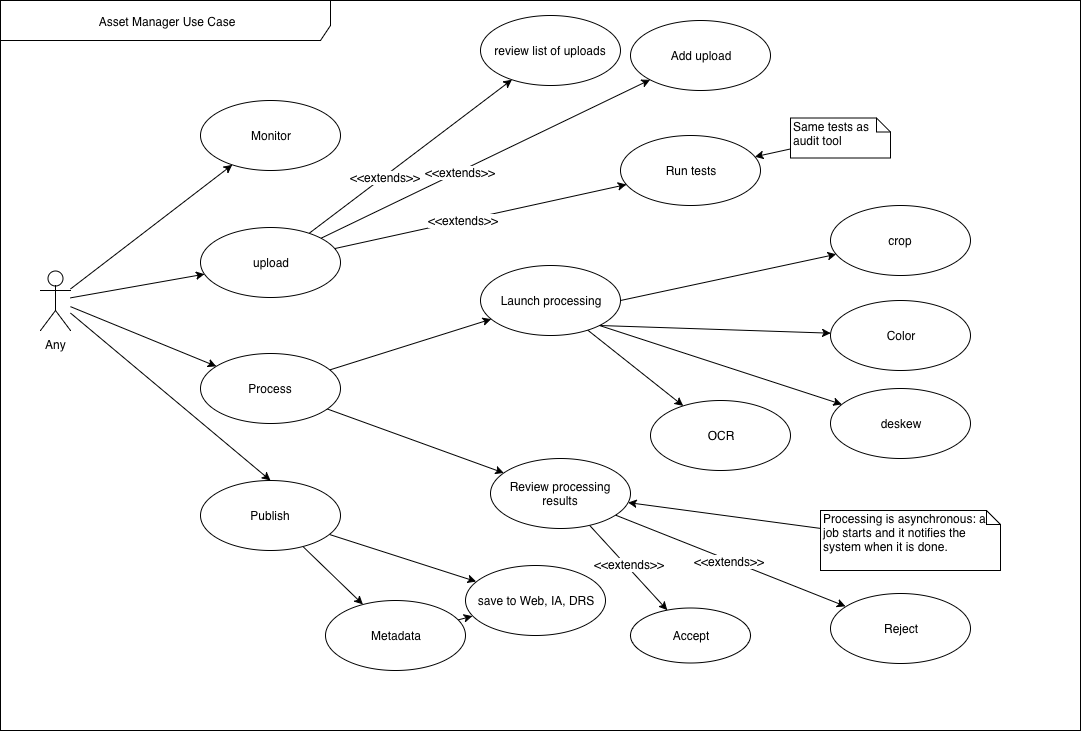 Asset Manager Use Case
review list of uploads
Add upload
Monitor
Same tests as
audit tool
Run tests
<<extends>>
<<extends>>
<<extends>>
upload
crop
Launch processing
Any
Color
Process
deskew
OCR
Review processing
results
Publish
Processing is asynchronous: a
job starts and it notifies the
system when it is done.
<<extends>>
<<extends>>
save to Web, IA, DRS
Metadata
Accept
Reject